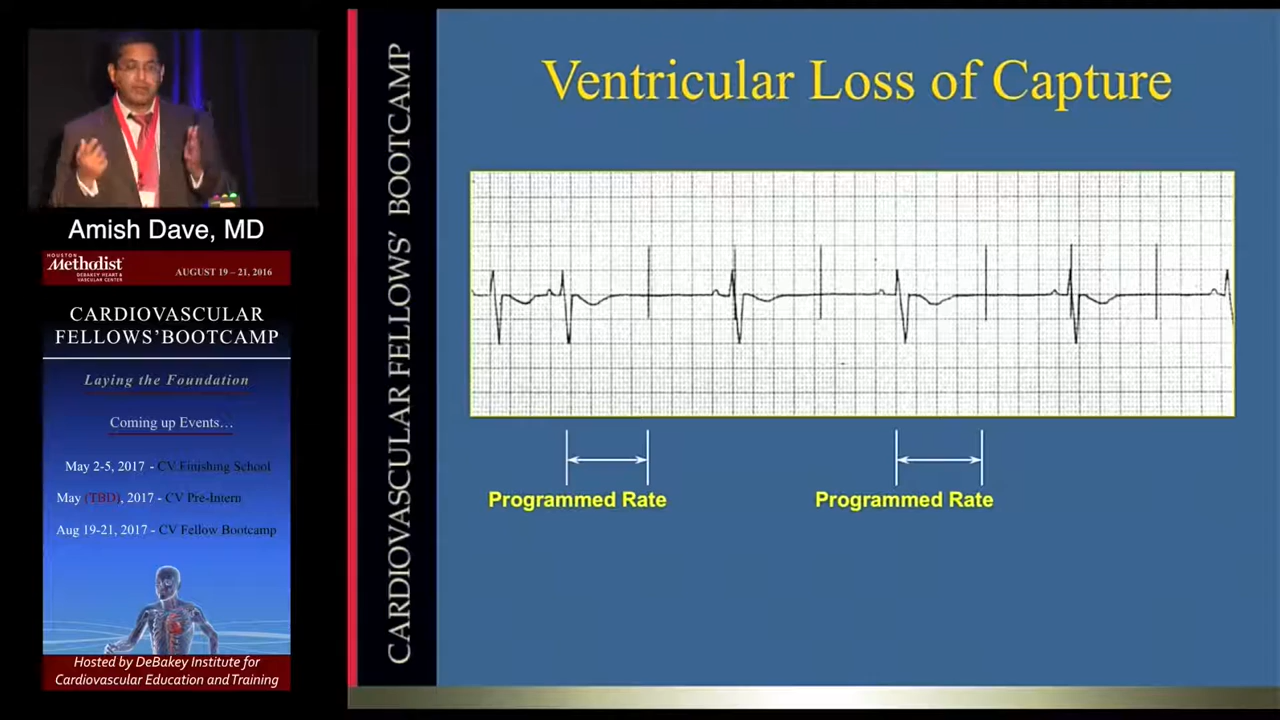 Amish Dave, MD
HOUSTON
Methodist
DEBAKEY HEART &
VASCULAR CENTER
AUGUST 19 – 21, 2016
CARDIOVASCULAR
FELLOWS'BOOTCAMP
Laying the Foundation
Coming up Events…
May 2-5, 2017 - CV Finishing School
May (TBD), 2017 - CV Pre-Intern
Aug 19-21, 2017 - CV Fellow Bootcamp
Hosted by DeBakey Institute for
Cardiovascular Education and Training
CARDIOVASCULAR FELLOWS' BOOTCAMP
Ventricular Loss of Capture
Programmed Rate
Programmed Rate